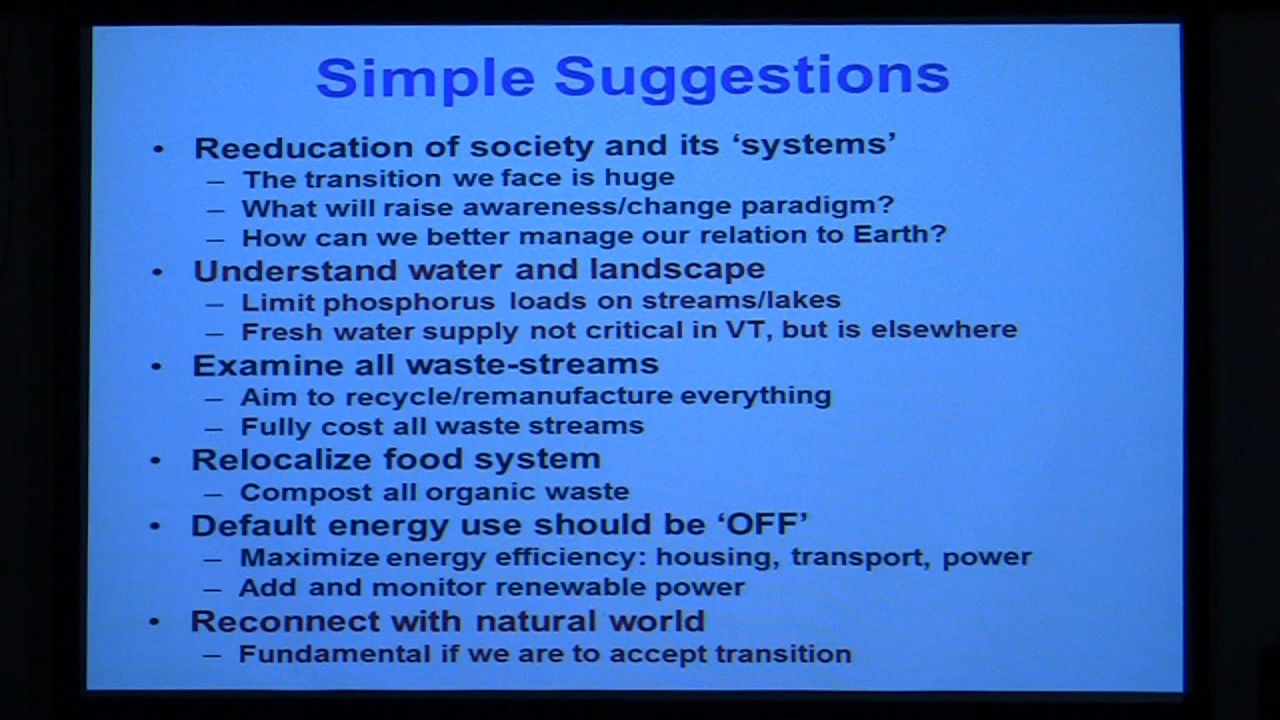 Simple Suggestions
• Reeducation of society and its ‘systems’
– The transition we face is huge
– What will raise awareness/change paradigm?
– How can we better manage our relation to Earth?
• Understand water and landscape
– Limit phosphorus loads on streams/lakes
– Fresh water supply not critical in VT, but is elsewhere
• Examine all waste-streams
– Aim to recycle/remanufacture everything
– Fully cost all waste streams
• Relocalize food system
– Compost all organic waste
• Default energy use should be ‘OFF’
– Maximize energy efficiency: housing, transport, power
– Add and monitor renewable power
• Reconnect with natural world
– Fundamental if we are to accept transition